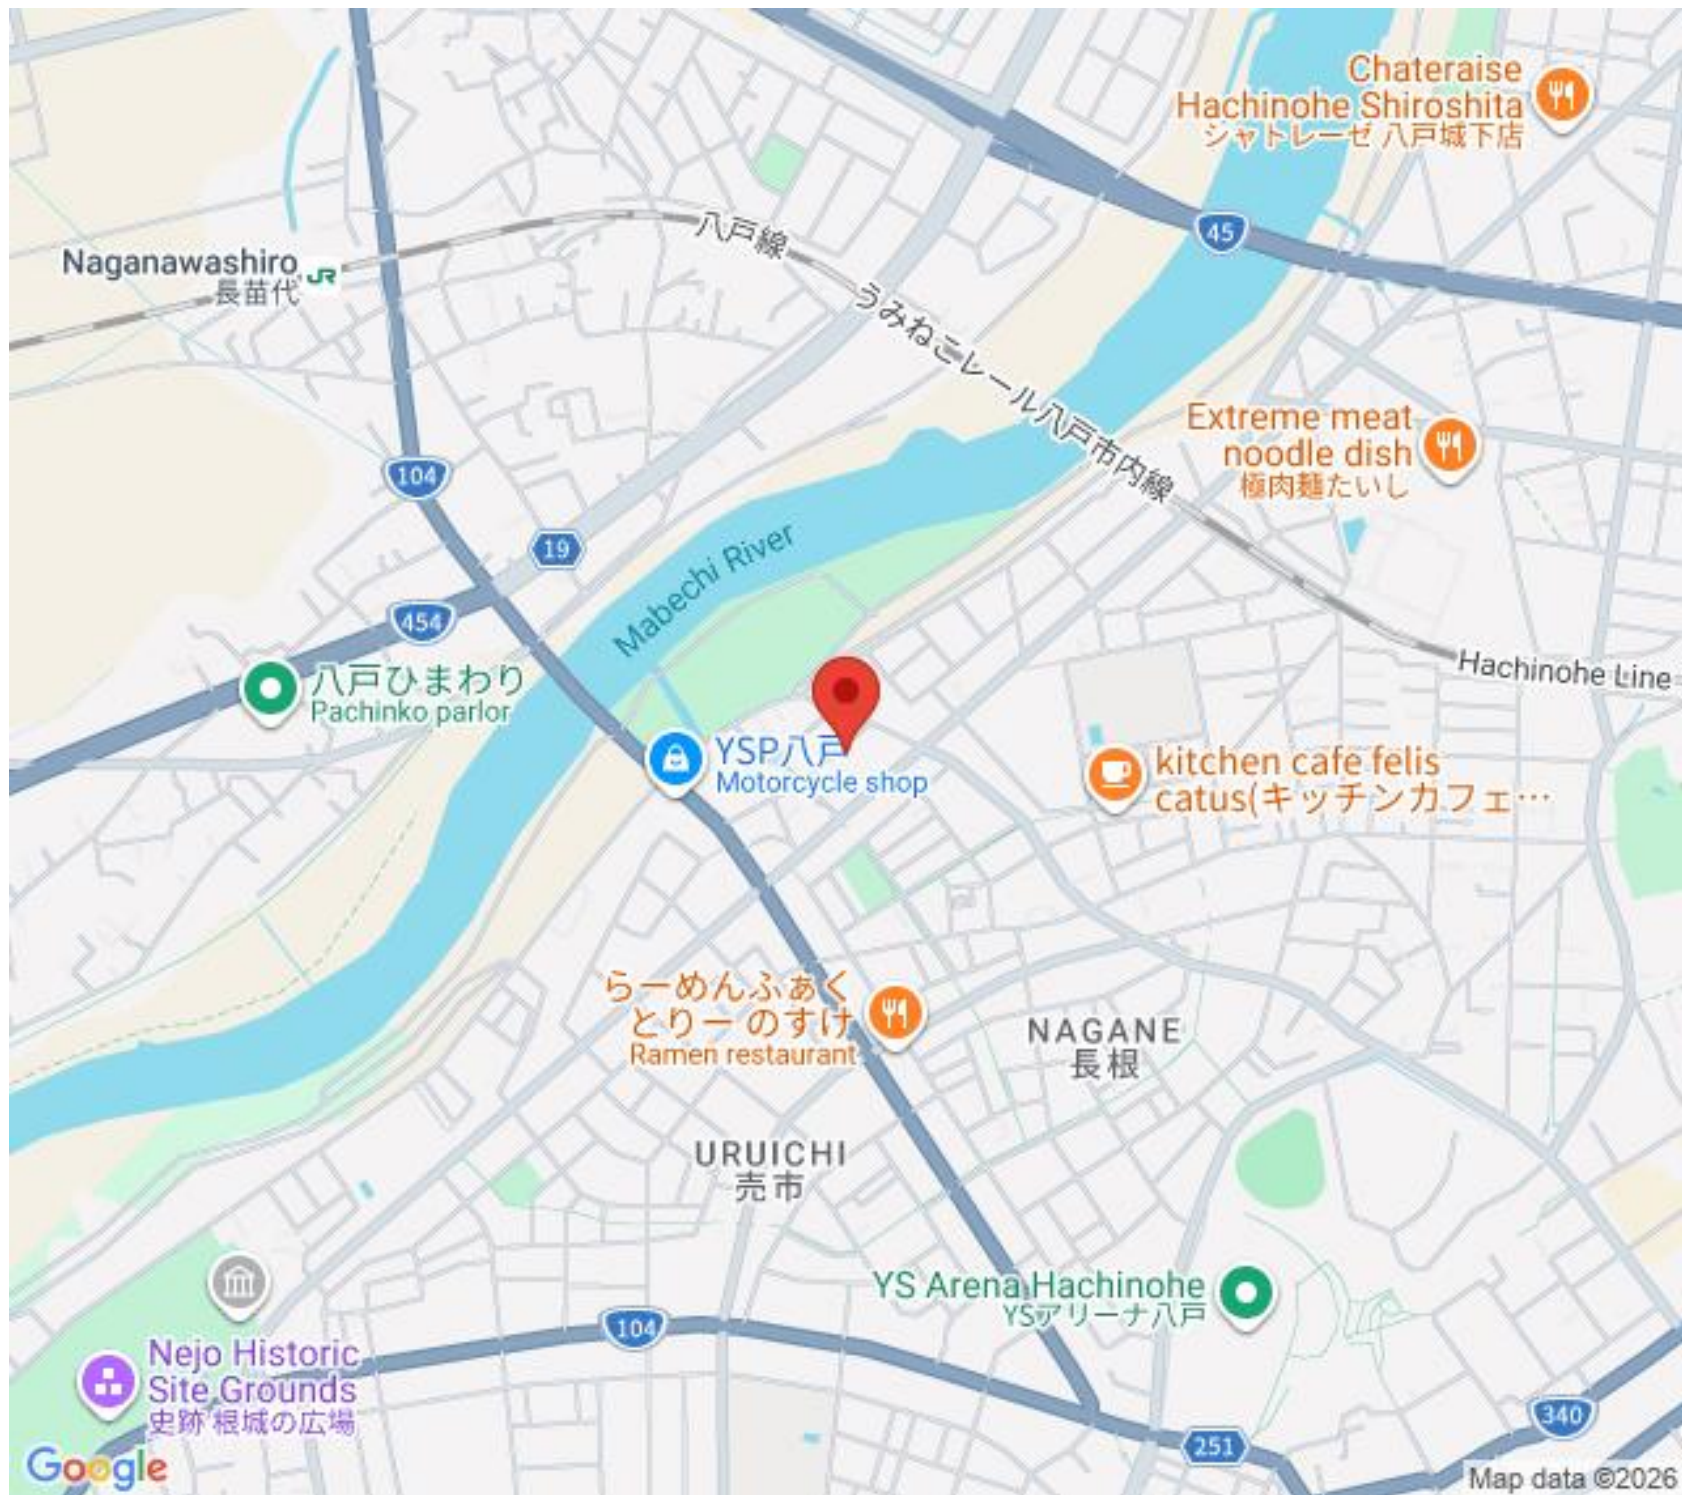 Chateraise
Hachinohe Shiroshita
シャトレーゼ 八戸城下店
45
八戸線
Naganawashiro
JR
長苗代
うみねこレール八戸市内線
Extreme meat
noodle dish
極肉麺たいし
104
19
Mabechi River
454
Hachinohe Line
八戸ひまわり
Pachinko parlor
YSP八戸
Motorcycle shop
kitchen cafe felis
catus(キッチンカフェ…
らーめんふぁく
とりー のすけ
Ramen restaurant
NAGANE
長根
URUICHI
売市
YS Arena Hachinohe
YSアリーナ八戸
104
Nejo Historic
Site Grounds
史跡 根城の広場
340
251
Google
Map data ©2026